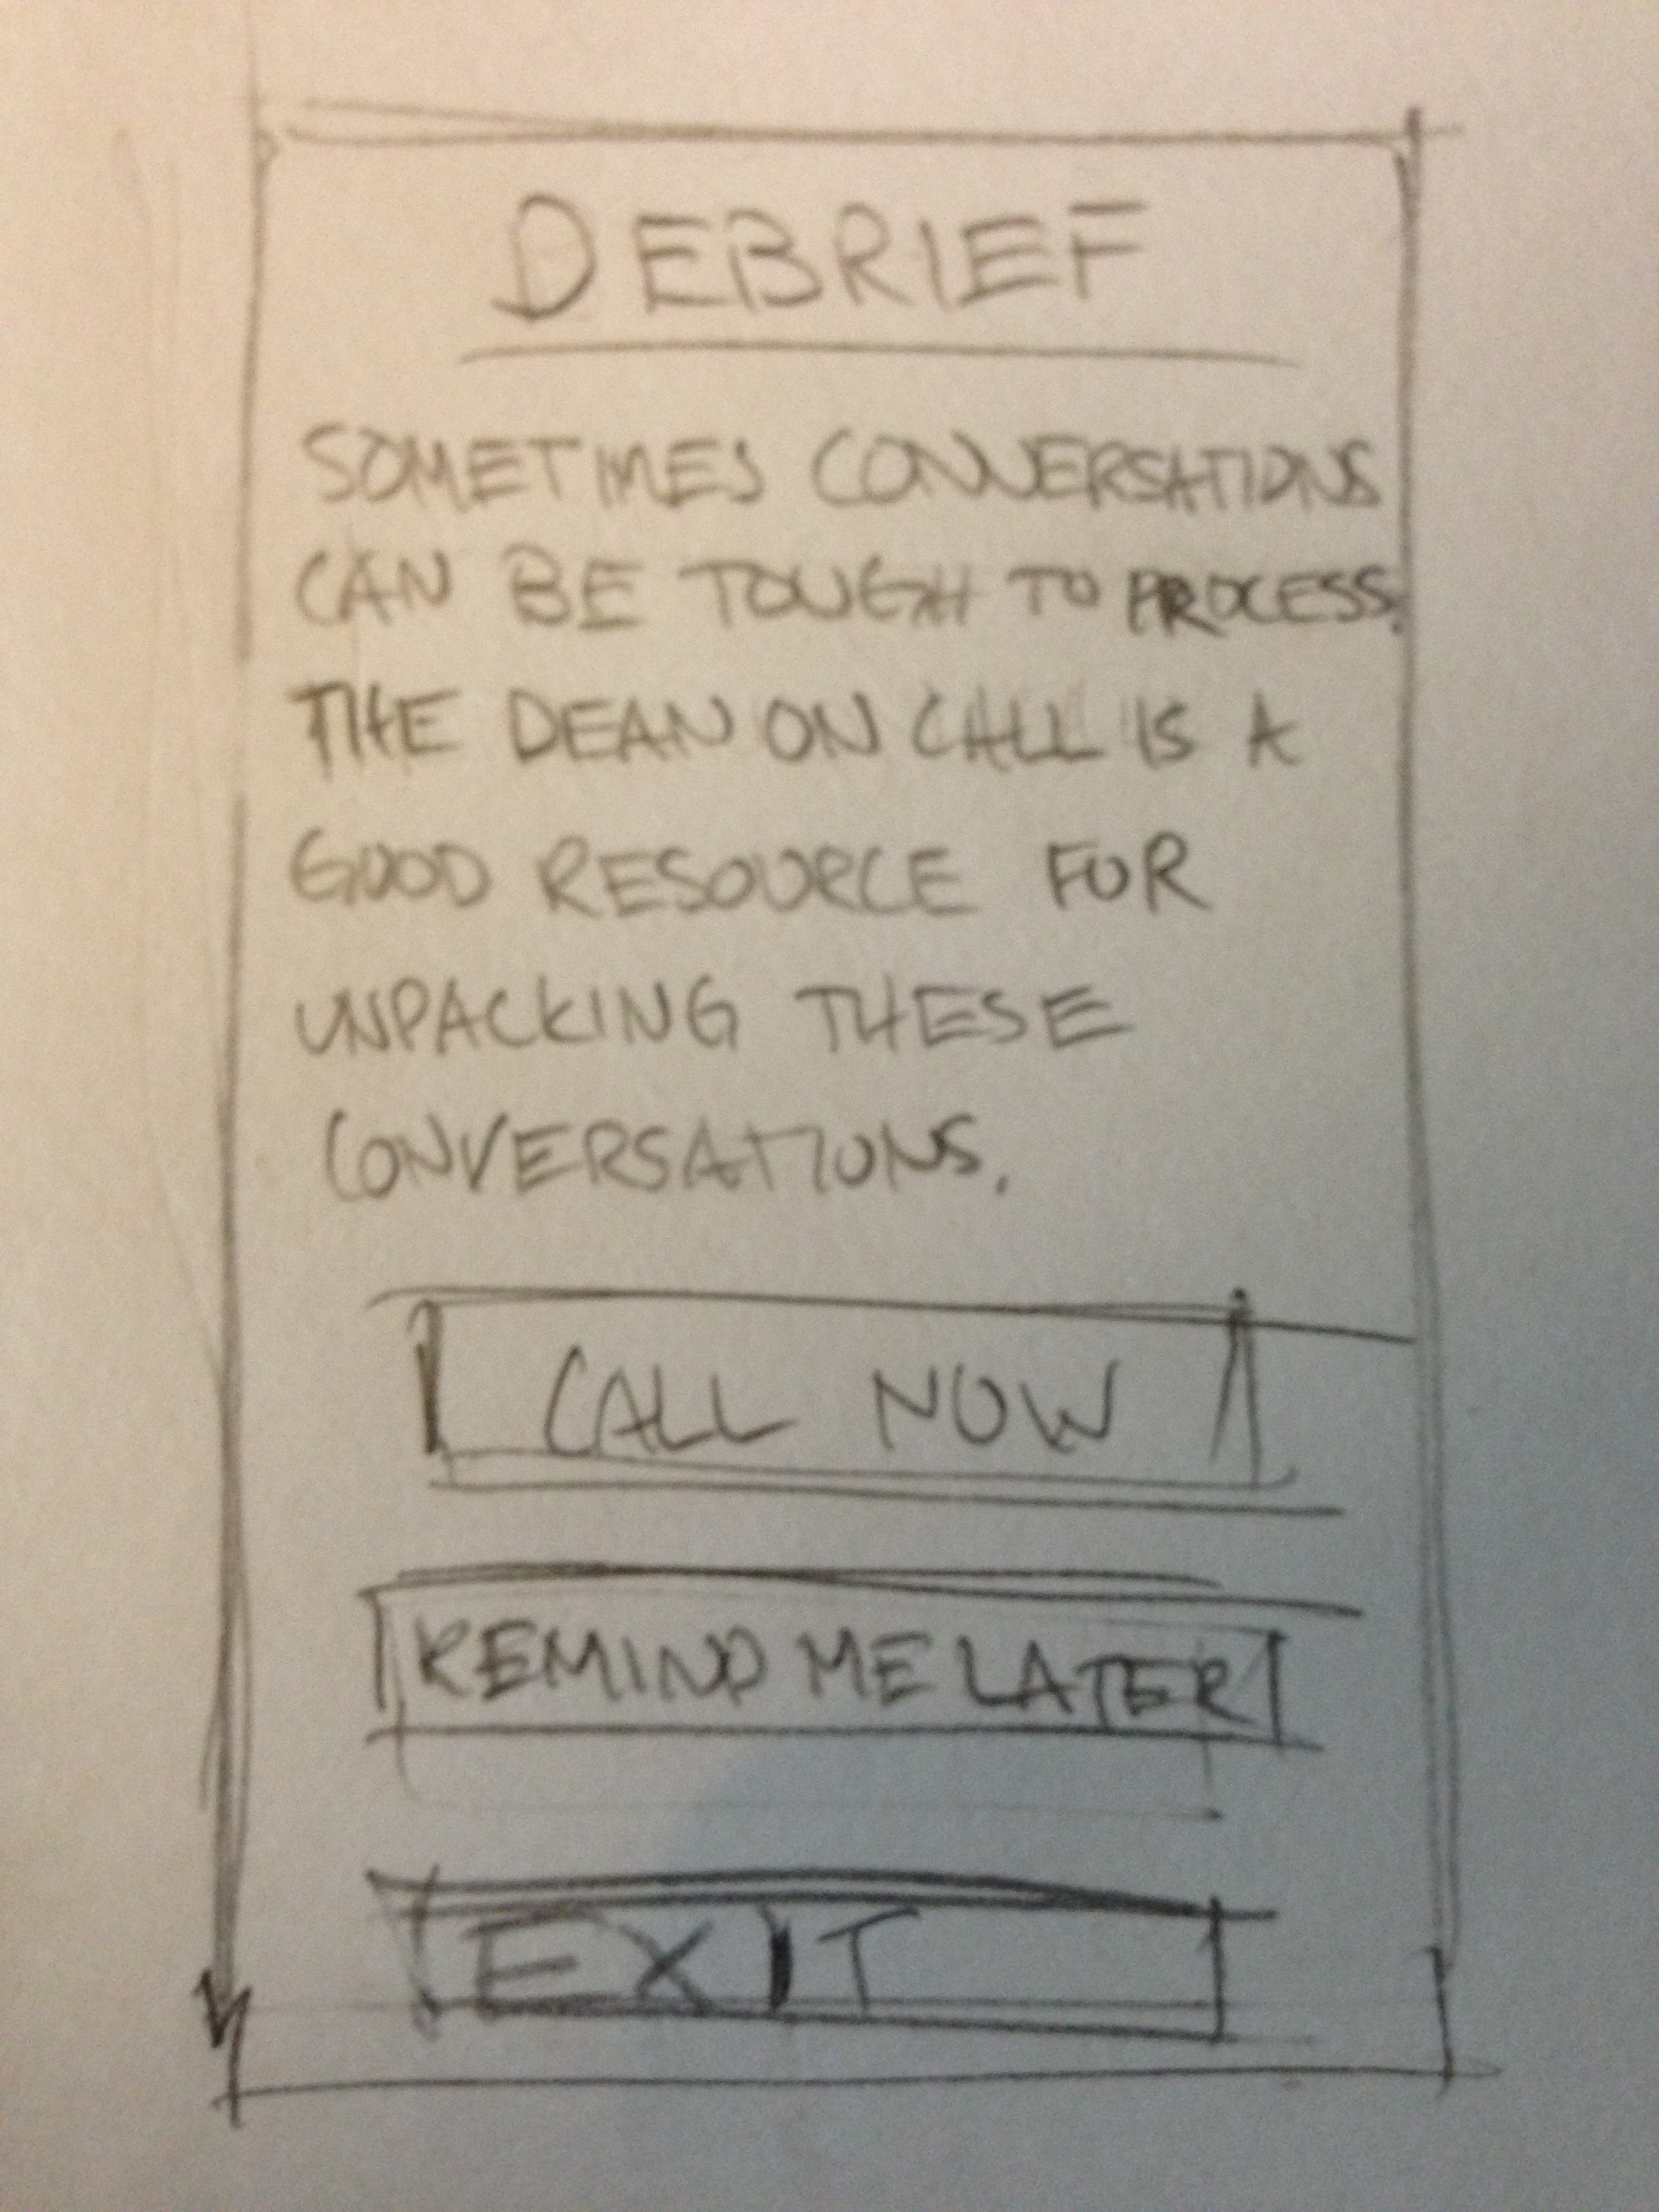 DEBRIEF
SOMETIMES CONVERSATIONS
CAN BE TOUGH TO PROCESS.
THE DEAN ON CALL IS A
GOOD RESOURCE FOR
UNPACKING THESE
CONVERSATIONS.
CALL NOW
REMIND ME LATER
EXIT